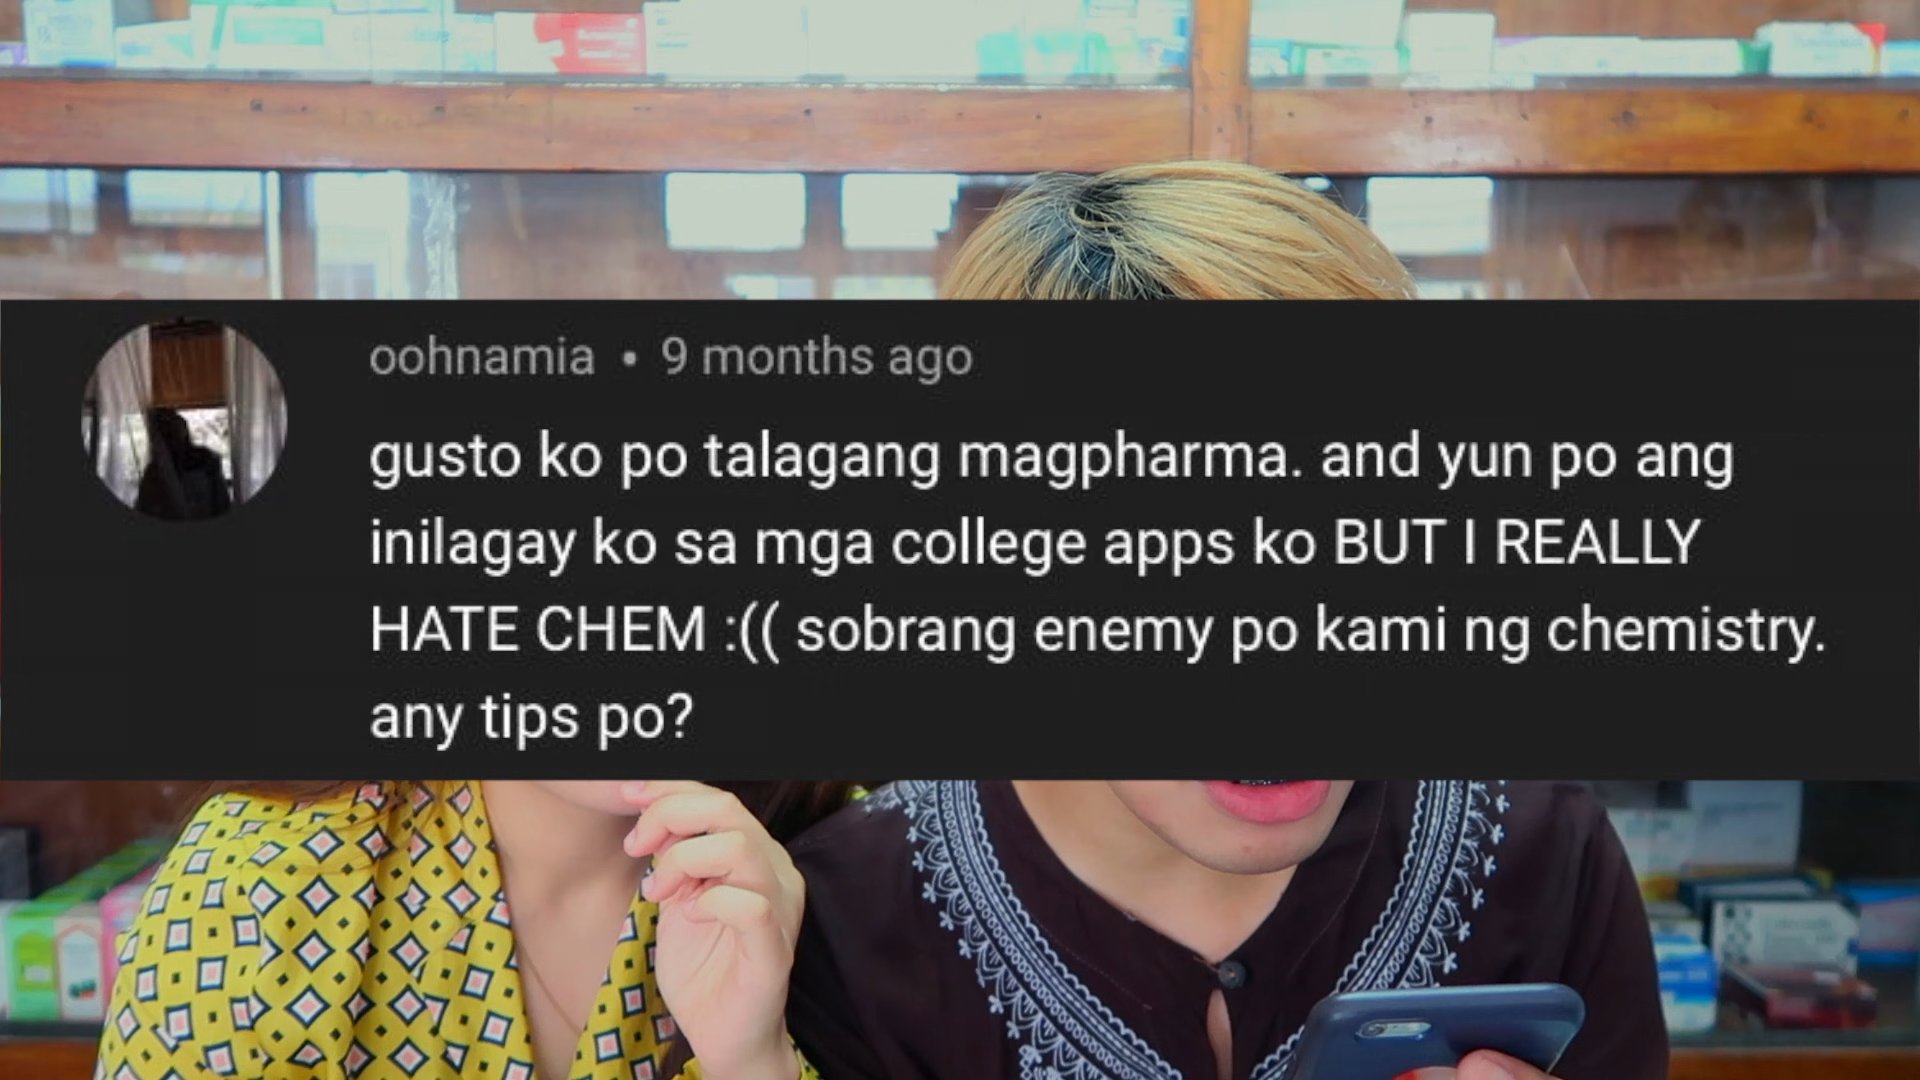 oohnamia • 9 months ago
gusto ko po talagang magpharma. and yun po ang
inilagay ko sa mga college apps ko BUT I REALLY
HATE CHEM :(( sobrang enemy po kami ng chemistry.
any tips po?